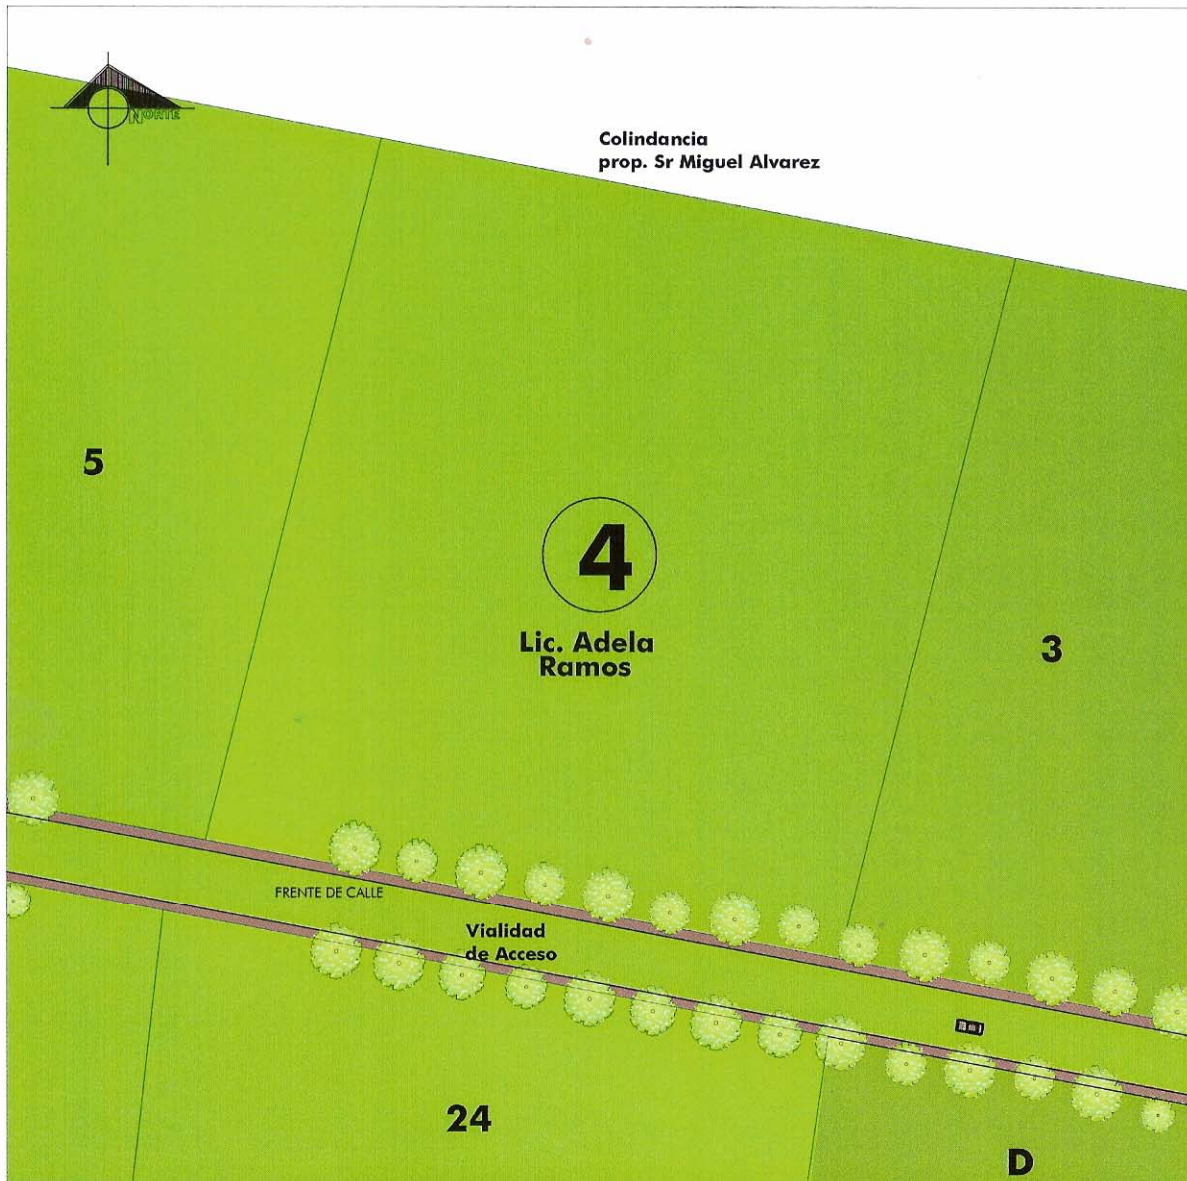 NORTE
Colindancia
prop. Sr Miguel Alvarez
5
4
Lic. Adela
Ramos
3
FRENTE DE CALLE
Vialidad
de Acceso
24
D